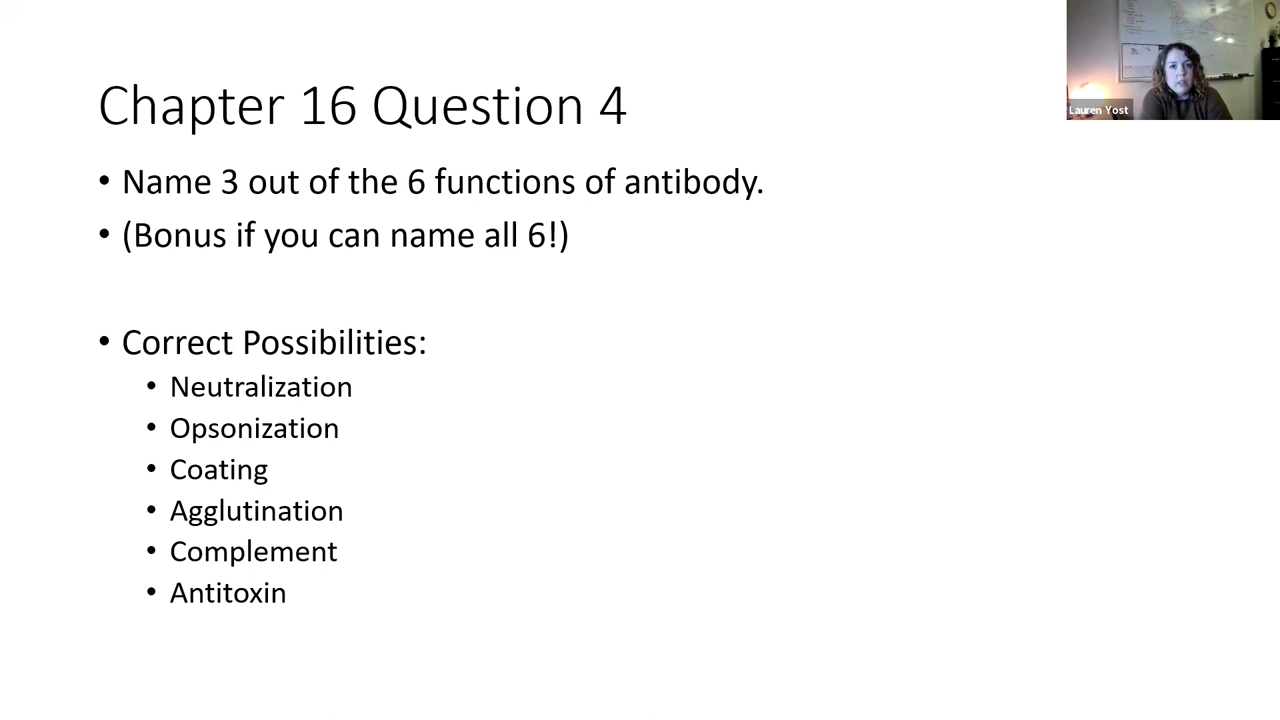 Chapter 16 Question 4
• Name 3 out of the 6 functions of antibody.
• (Bonus if you can name all 6!)
• Correct Possibilities:
• Neutralization
• Opsonization
• Coating
• Agglutination
• Complement
• Antitoxin
Lauren Yost